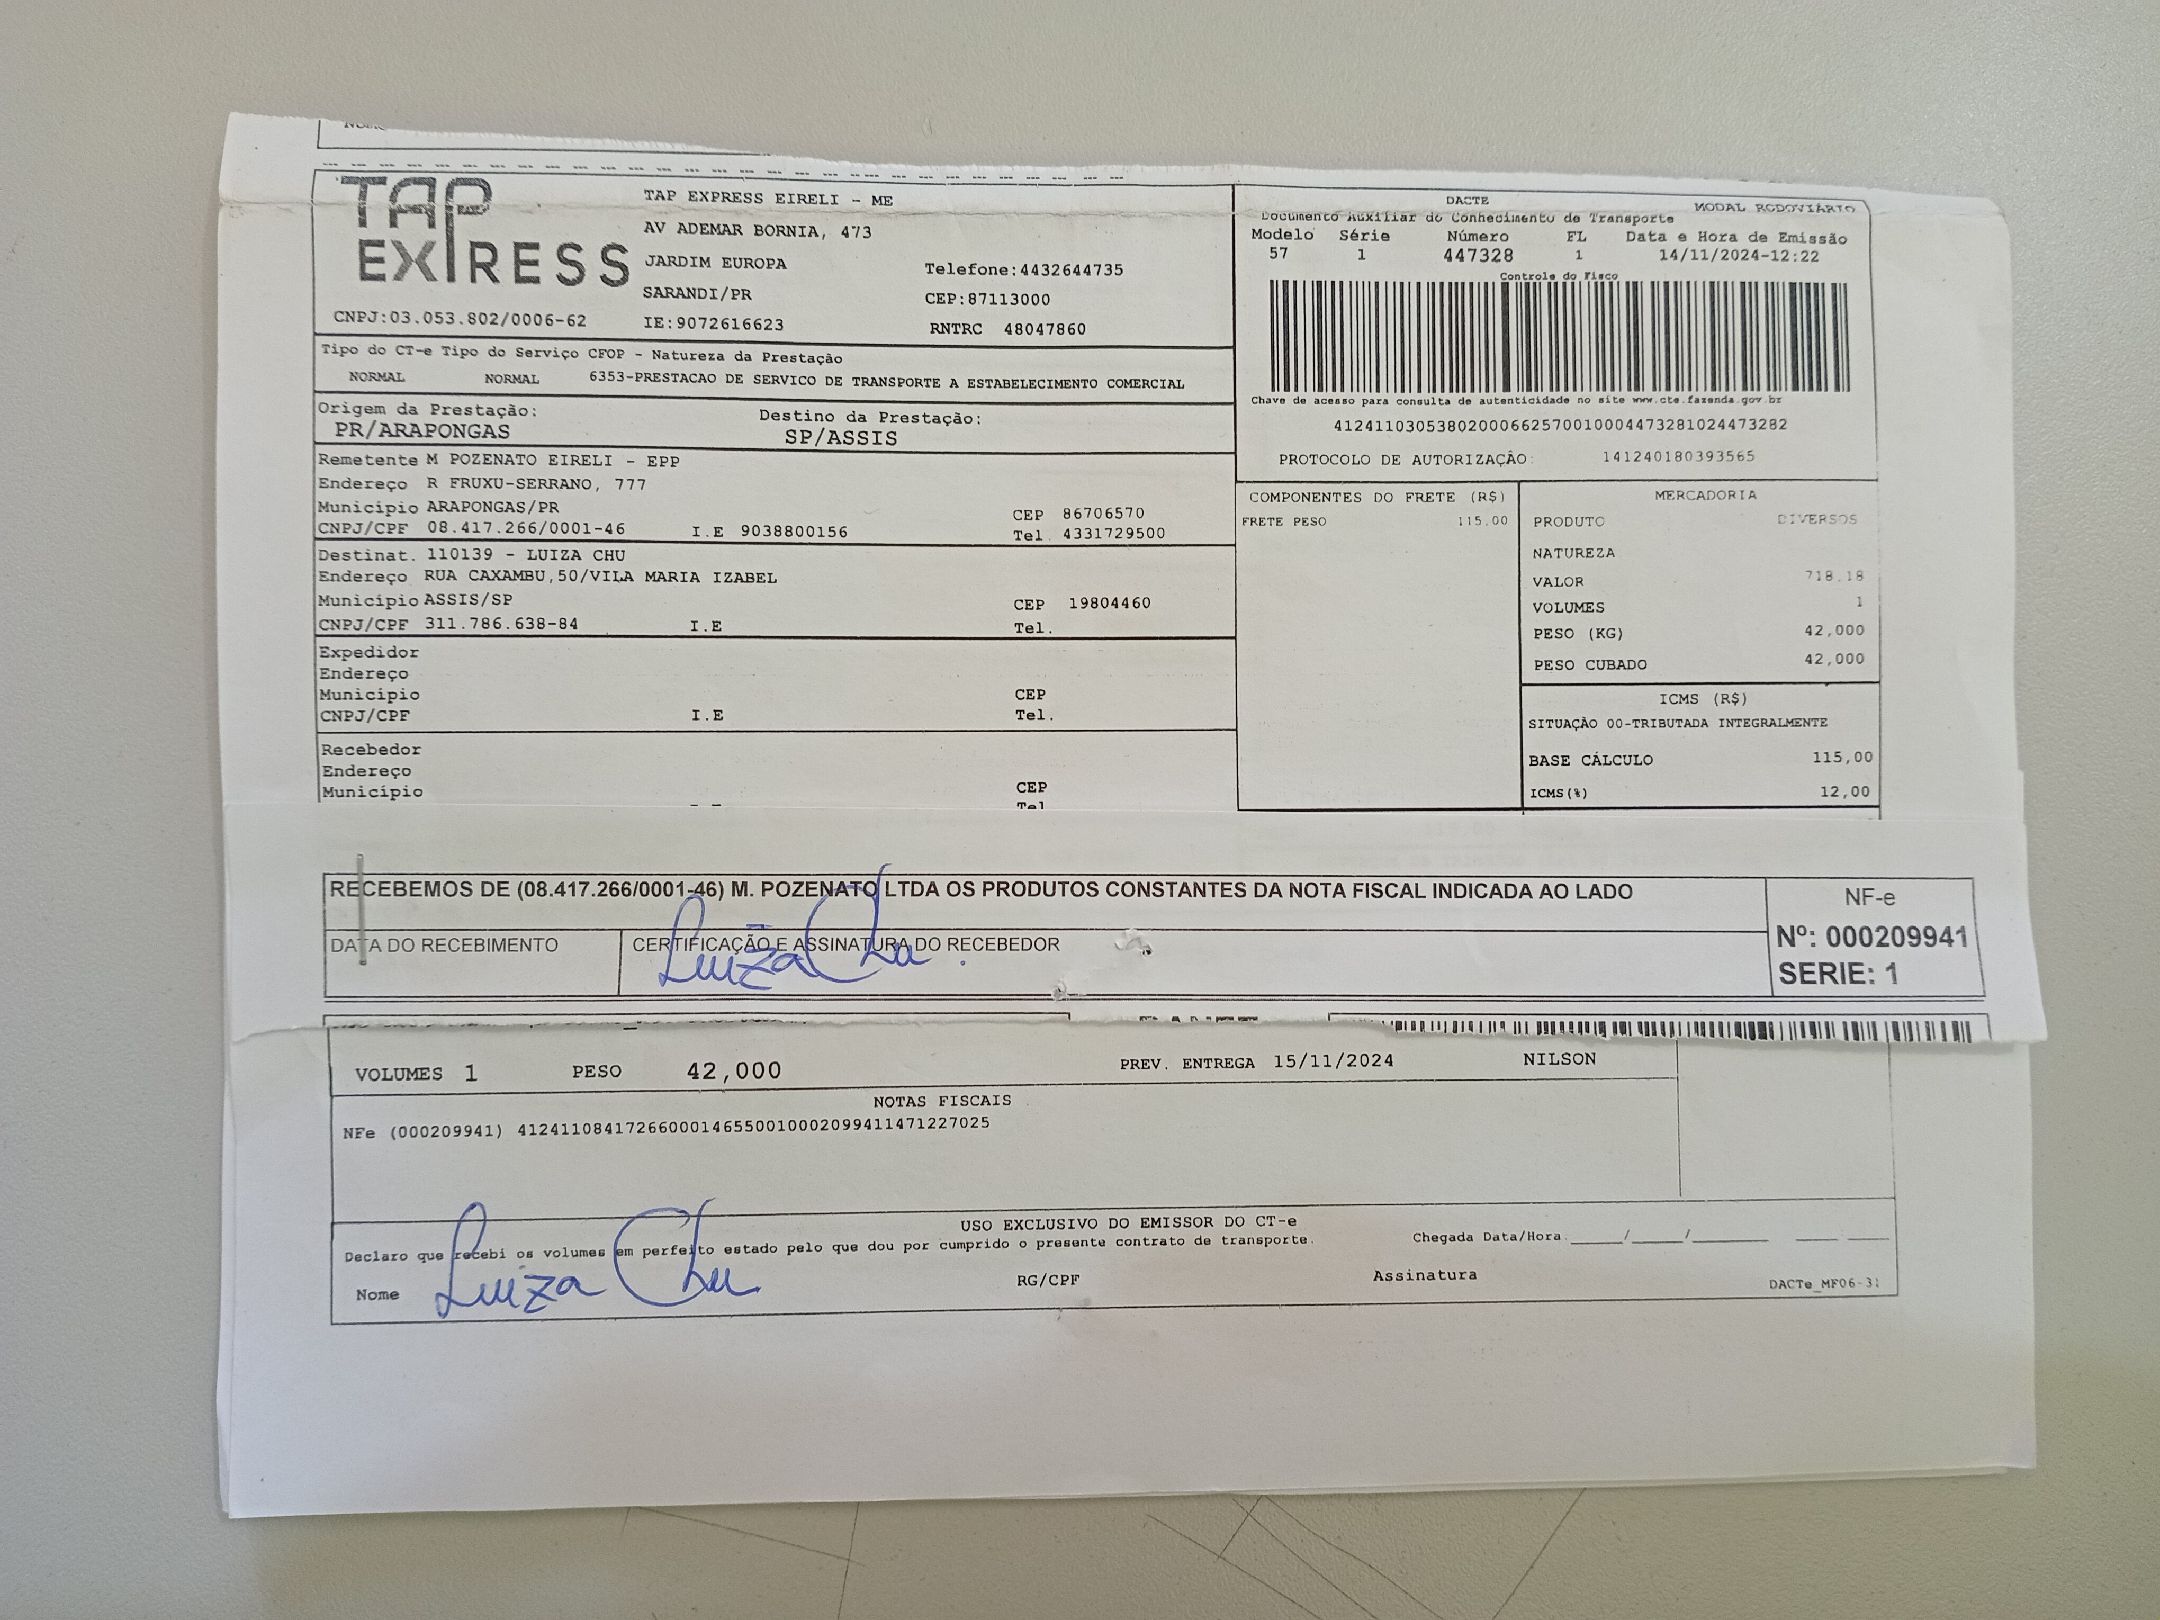 TAP EXPRESS
TAP EXPRESS EIRELI - ME
AV ADEMAR BORNIA, 473
JARDIM EUROPA
Telefone:4432644735
SARANDI/PR
CEP:87113000
CNPJ:03.053.802/0006-62
IE:9072616623
RNTRC 48047860
DACTE
MODAL RODOVIÁRIO
Documento Auxiliar do Conhecimento de Transporte
Modelo Série Número FL Data e Hora de Emissão
57 1 447328 1 14/11/2024-12:22
Controle do Fisco
Chave de acesso para consulta de autenticidade no site www.cte.fazenda.gov.br
41241103053802000662570010004473281024473282
PROTOCOLO DE AUTORIZAÇÃO: 141240180393565
Tipo do CT-e Tipo do Serviço CFOP - Natureza da Prestação
NORMAL NORMAL 6353-PRESTACAO DE SERVICO DE TRANSPORTE A ESTABELECIMENTO COMERCIAL
Origem da Prestação: Destino da Prestação:
PR/ARAPONGAS SP/ASSIS
Remetente M POZENATO EIRELI - EPP
Endereço R FRUXU-SERRANO, 777
Município ARAPONGAS/PR CEP 86706570
CNPJ/CPF 08.417.266/0001-46 I.E 9038800156 Tel. 4331729500
Destinat. 110139 - LUIZA CHU
Endereço RUA CAXAMBU,50/VILA MARIA IZABEL
Município ASSIS/SP CEP 19804460
CNPJ/CPF 311.786.638-84 I.E Tel.
Expedidor
Endereço
Município CEP
CNPJ/CPF I.E Tel.
Recebedor
Endereço
Município CEP
Tel
COMPONENTES DO FRETE (R$)
FRETE PESO 115.00
MERCADORIA
PRODUTO DIVERSOS
NATUREZA
VALOR 718.18
VOLUMES 1
PESO (KG) 42,000
PESO CUBADO 42,000
ICMS (R$)
SITUAÇÃO 00-TRIBUTADA INTEGRALMENTE
BASE CÁLCULO 115,00
ICMS(%) 12,00
RECEBEMOS DE (08.417.266/0001-46) M. POZENATO LTDA OS PRODUTOS CONSTANTES DA NOTA FISCAL INDICADA AO LADO
DATA DO RECEBIMENTO
CERTIFICAÇÃO E ASSINATURA DO RECEBEDOR
Luiza Chu.
NF-e
Nº: 000209941
SERIE: 1
VOLUMES 1 PESO 42,000 PREV. ENTREGA 15/11/2024 NILSON
NOTAS FISCAIS
NFe (000209941) 41241108417266000146550010002099411471227025
USO EXCLUSIVO DO EMISSOR DO CT-e
Declaro que recebi os volumes em perfeito estado pelo que dou por cumprido o presente contrato de transporte.
Chegada Data/Hora.____/____/______ ___:___
Nome Luiza Chu
RG/CPF
Assinatura
DACTe_MF06-31